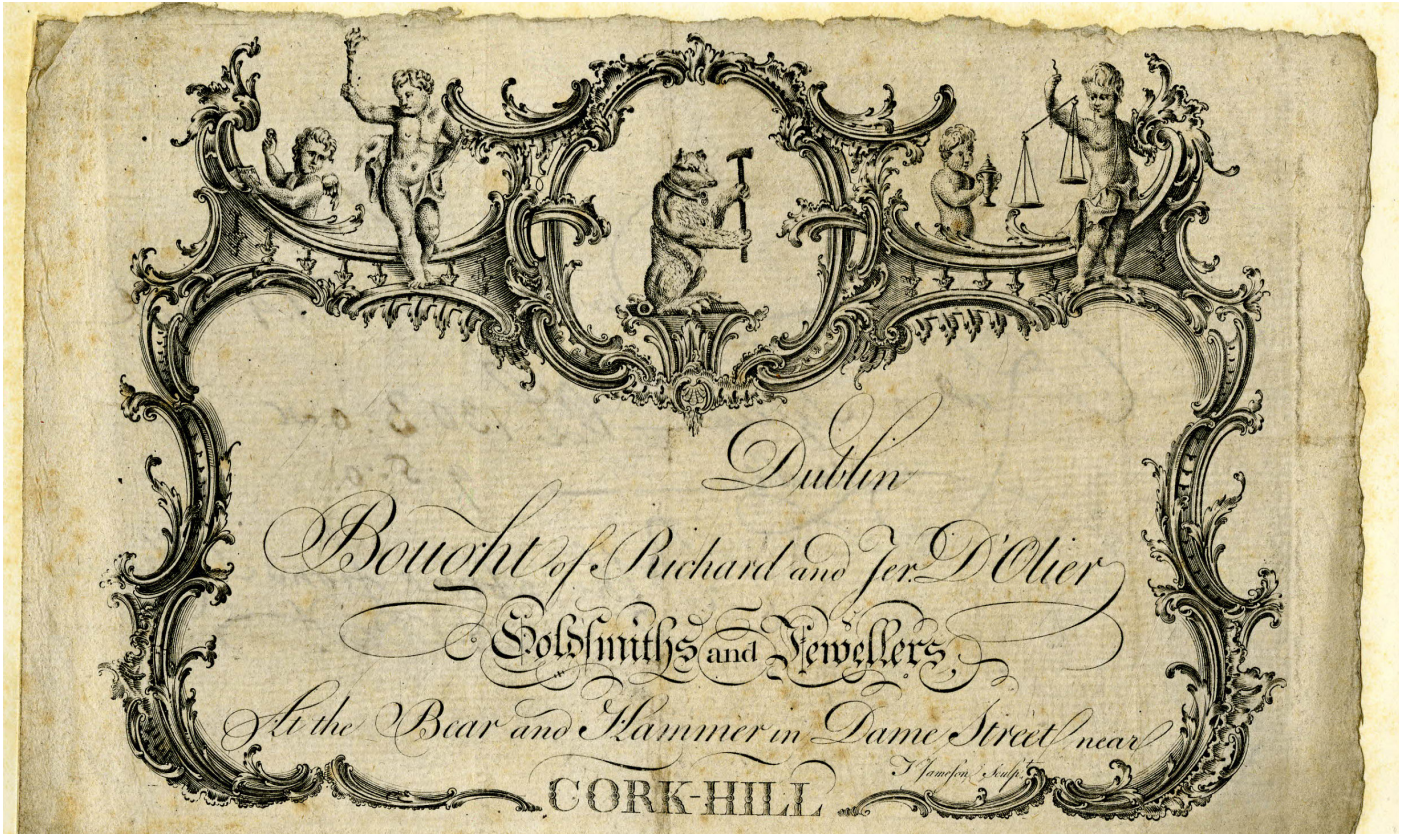 Dublin
Bought of Richard and Jer. D'Olier
Goldsmiths and Jewellers,
At the Bear and Hammer in Dame Street near
CORK-HILL
Jameson Sculpt.